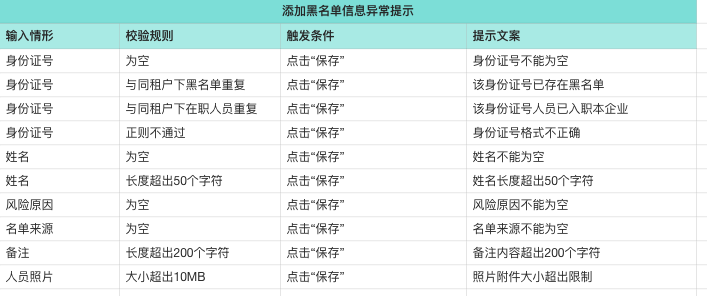 添加黑名单信息异常提示
输入情形 校验规则 触发条件 提示文案
身份证号 为空 点击“保存” 身份证号不能为空
身份证号 与同租户下黑名单重复 点击“保存” 该身份证号已存在黑名单
身份证号 与同租户下在职人员重复 点击“保存” 该身份证号人员已入职本企业
身份证号 正则不通过 点击“保存” 身份证号格式不正确
姓名 为空 点击“保存” 姓名不能为空
姓名 长度超出50个字符 点击“保存” 姓名长度超出50个字符
风险原因 为空 点击“保存” 风险原因不能为空
名单来源 为空 点击“保存” 名单来源不能为空
备注 长度超出200个字符 点击“保存” 备注内容超出200个字符
人员照片 大小超出10MB 点击“保存” 照片附件大小超出限制